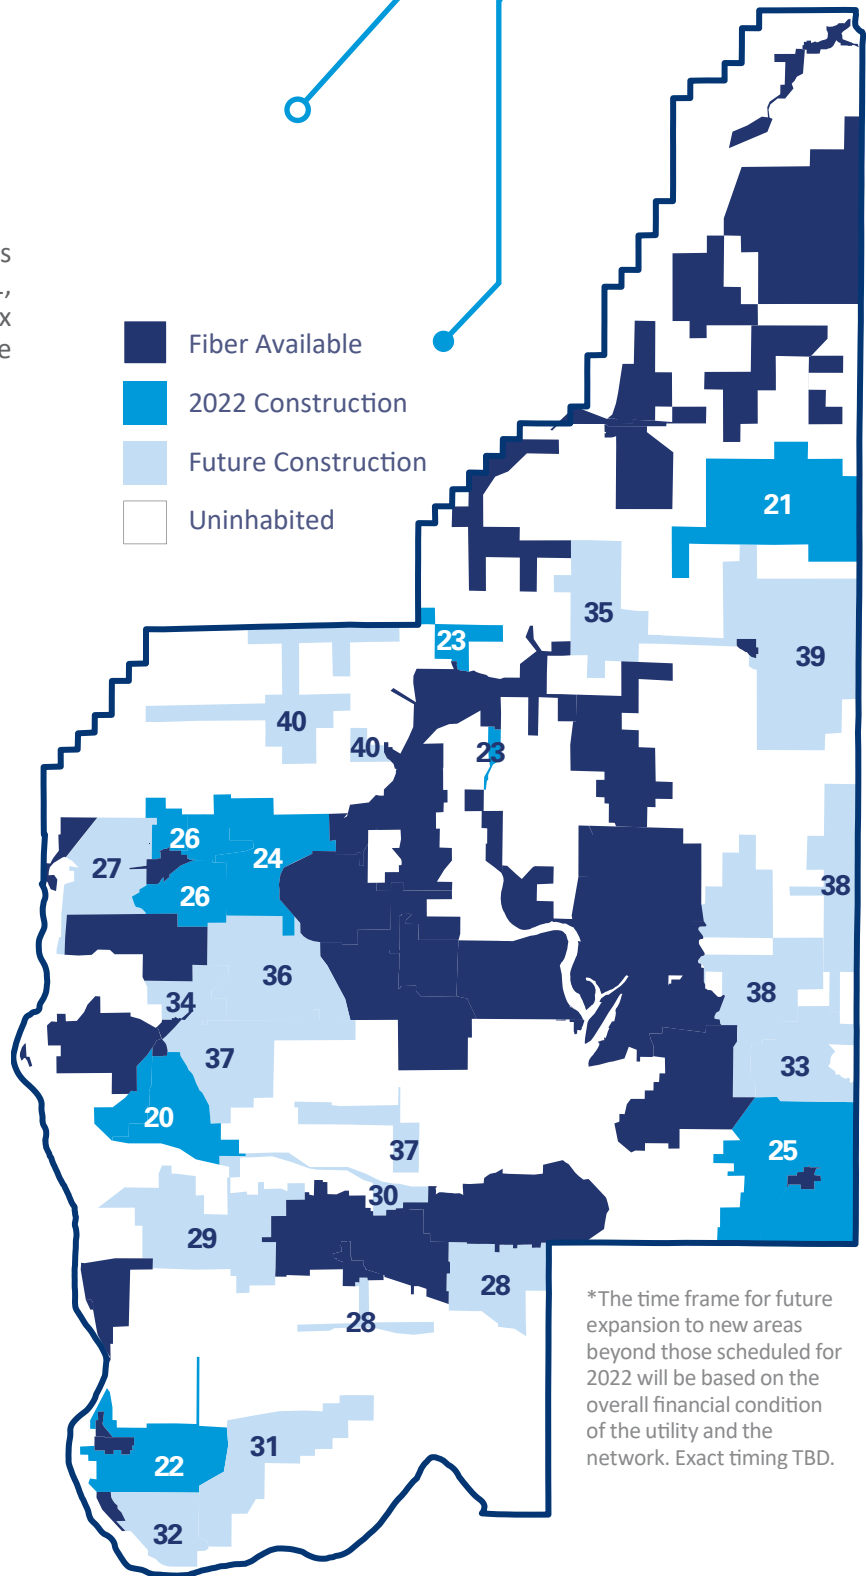 s
,
x
e
Fiber Available
2022 Construction
Future Construction
Uninhabited
21
35
23
39
40
40
23
26
24
27
38
26
36
38
34
37
33
20
37
25
30
29
28
28
*The time frame for future
expansion to new areas
beyond those scheduled for
2022 will be based on the
overall financial condition
of the utility and the
network. Exact timing TBD.
31
22
32